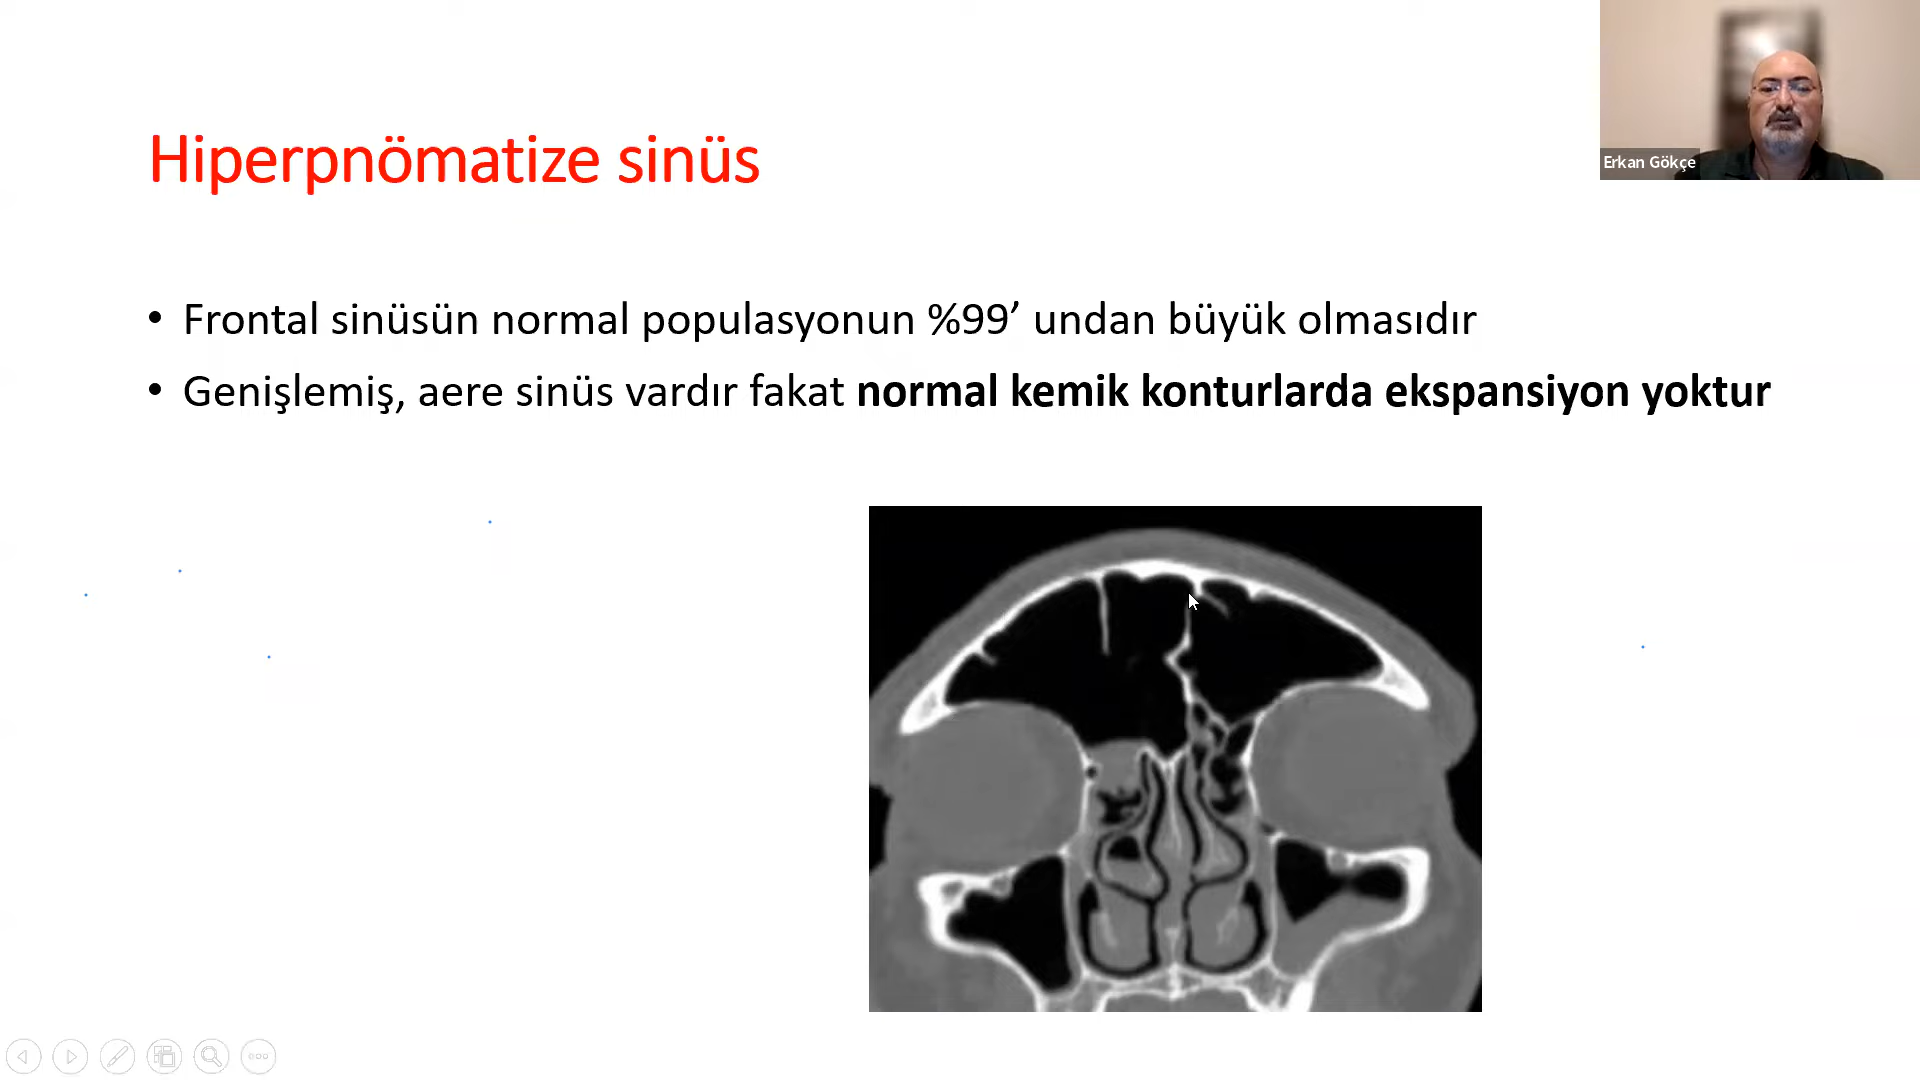 Hiperpnömatize sinüs
Erkan Gökçe
• Frontal sinüsün normal populasyonun %99’ undan büyük olmasıdır
• Genişlemiş, aere sinüs vardır fakat normal kemik konturlarda ekspansiyon yoktur